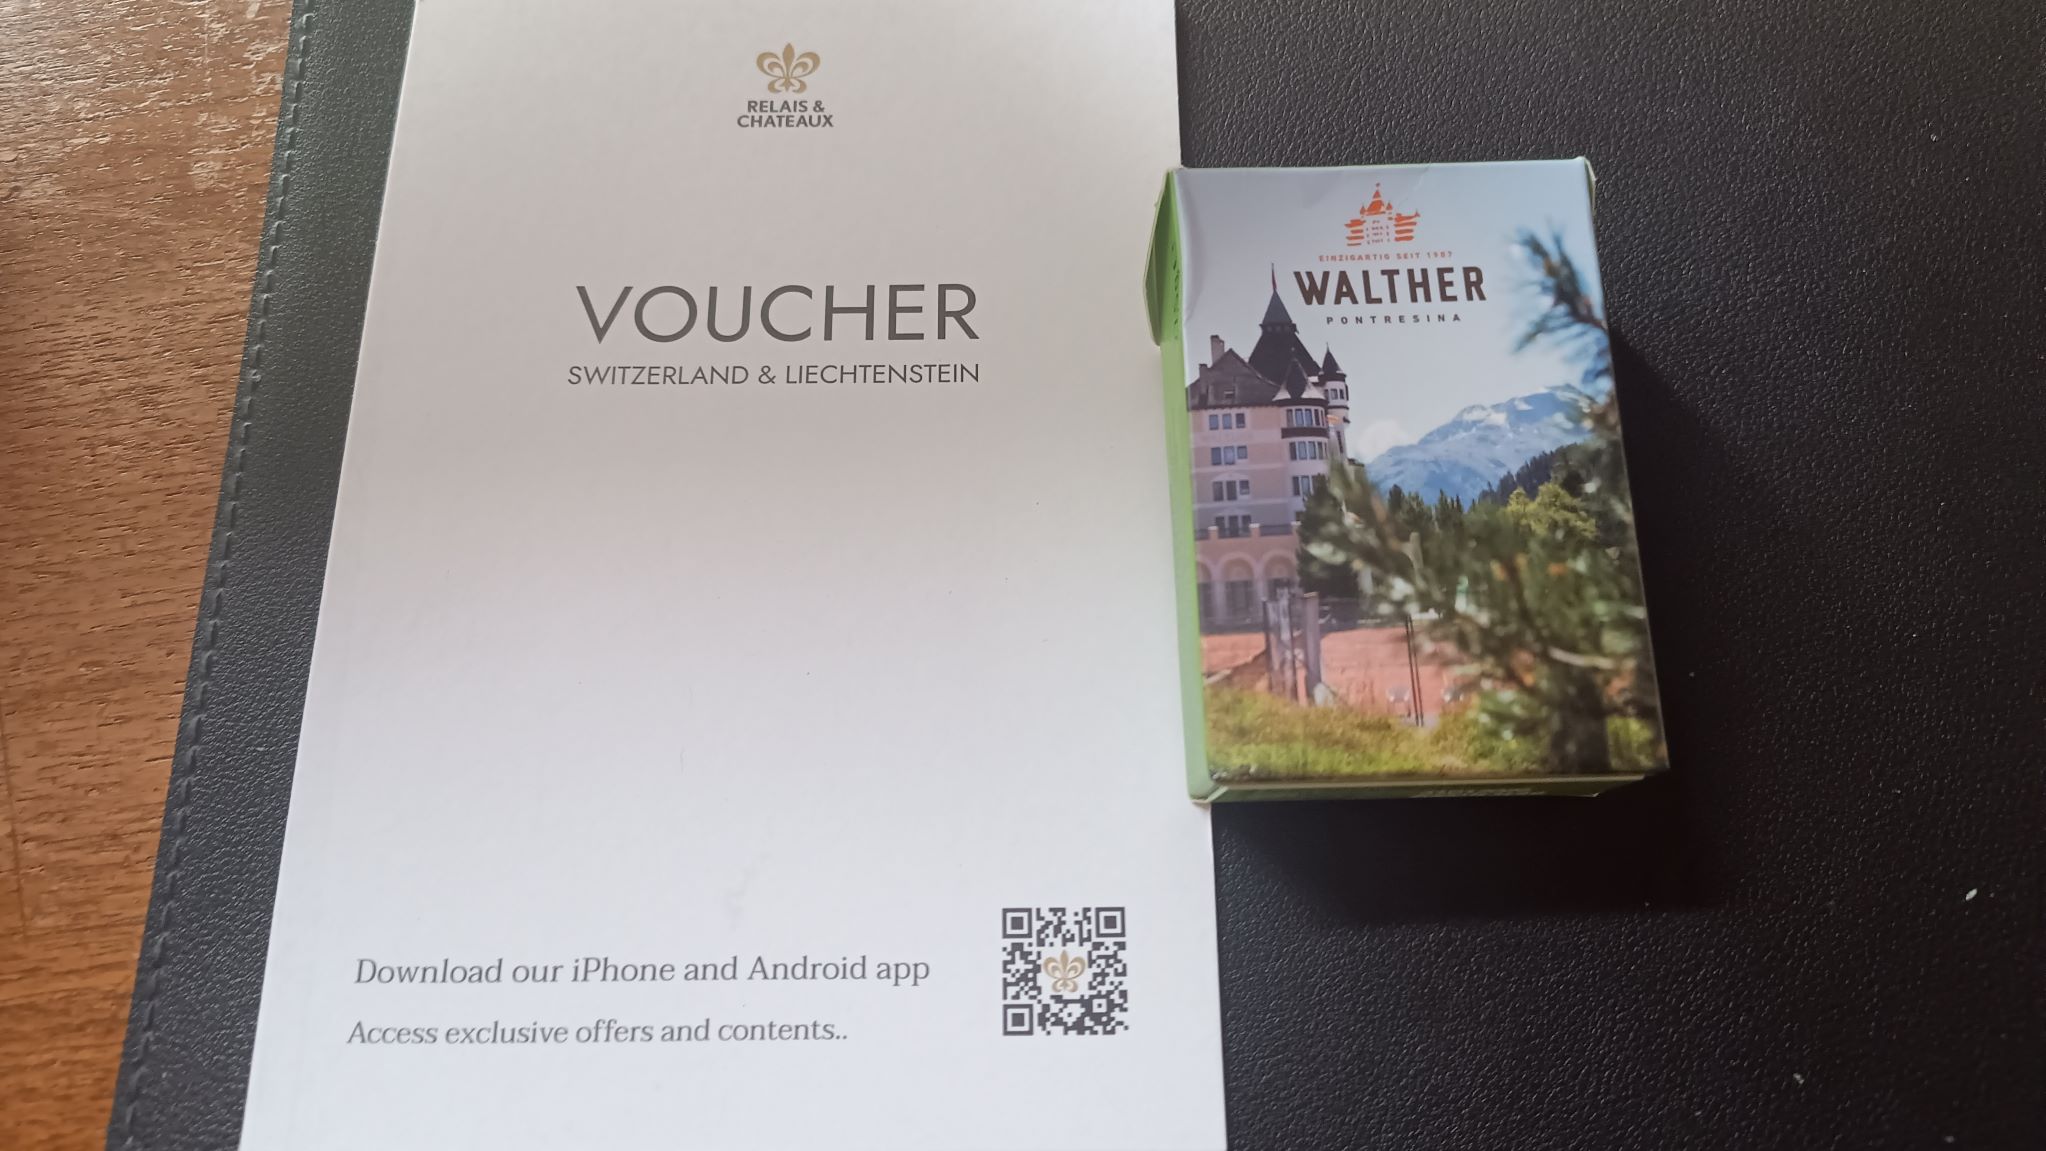 RELAIS &
CHATEAUX
VOUCHER
SWITZERLAND & LIECHTENSTEIN
Download our iPhone and Android app
Access exclusive offers and contents..
EINZIGARTIG SEIT 1907
WALTHER
PONTRESINA